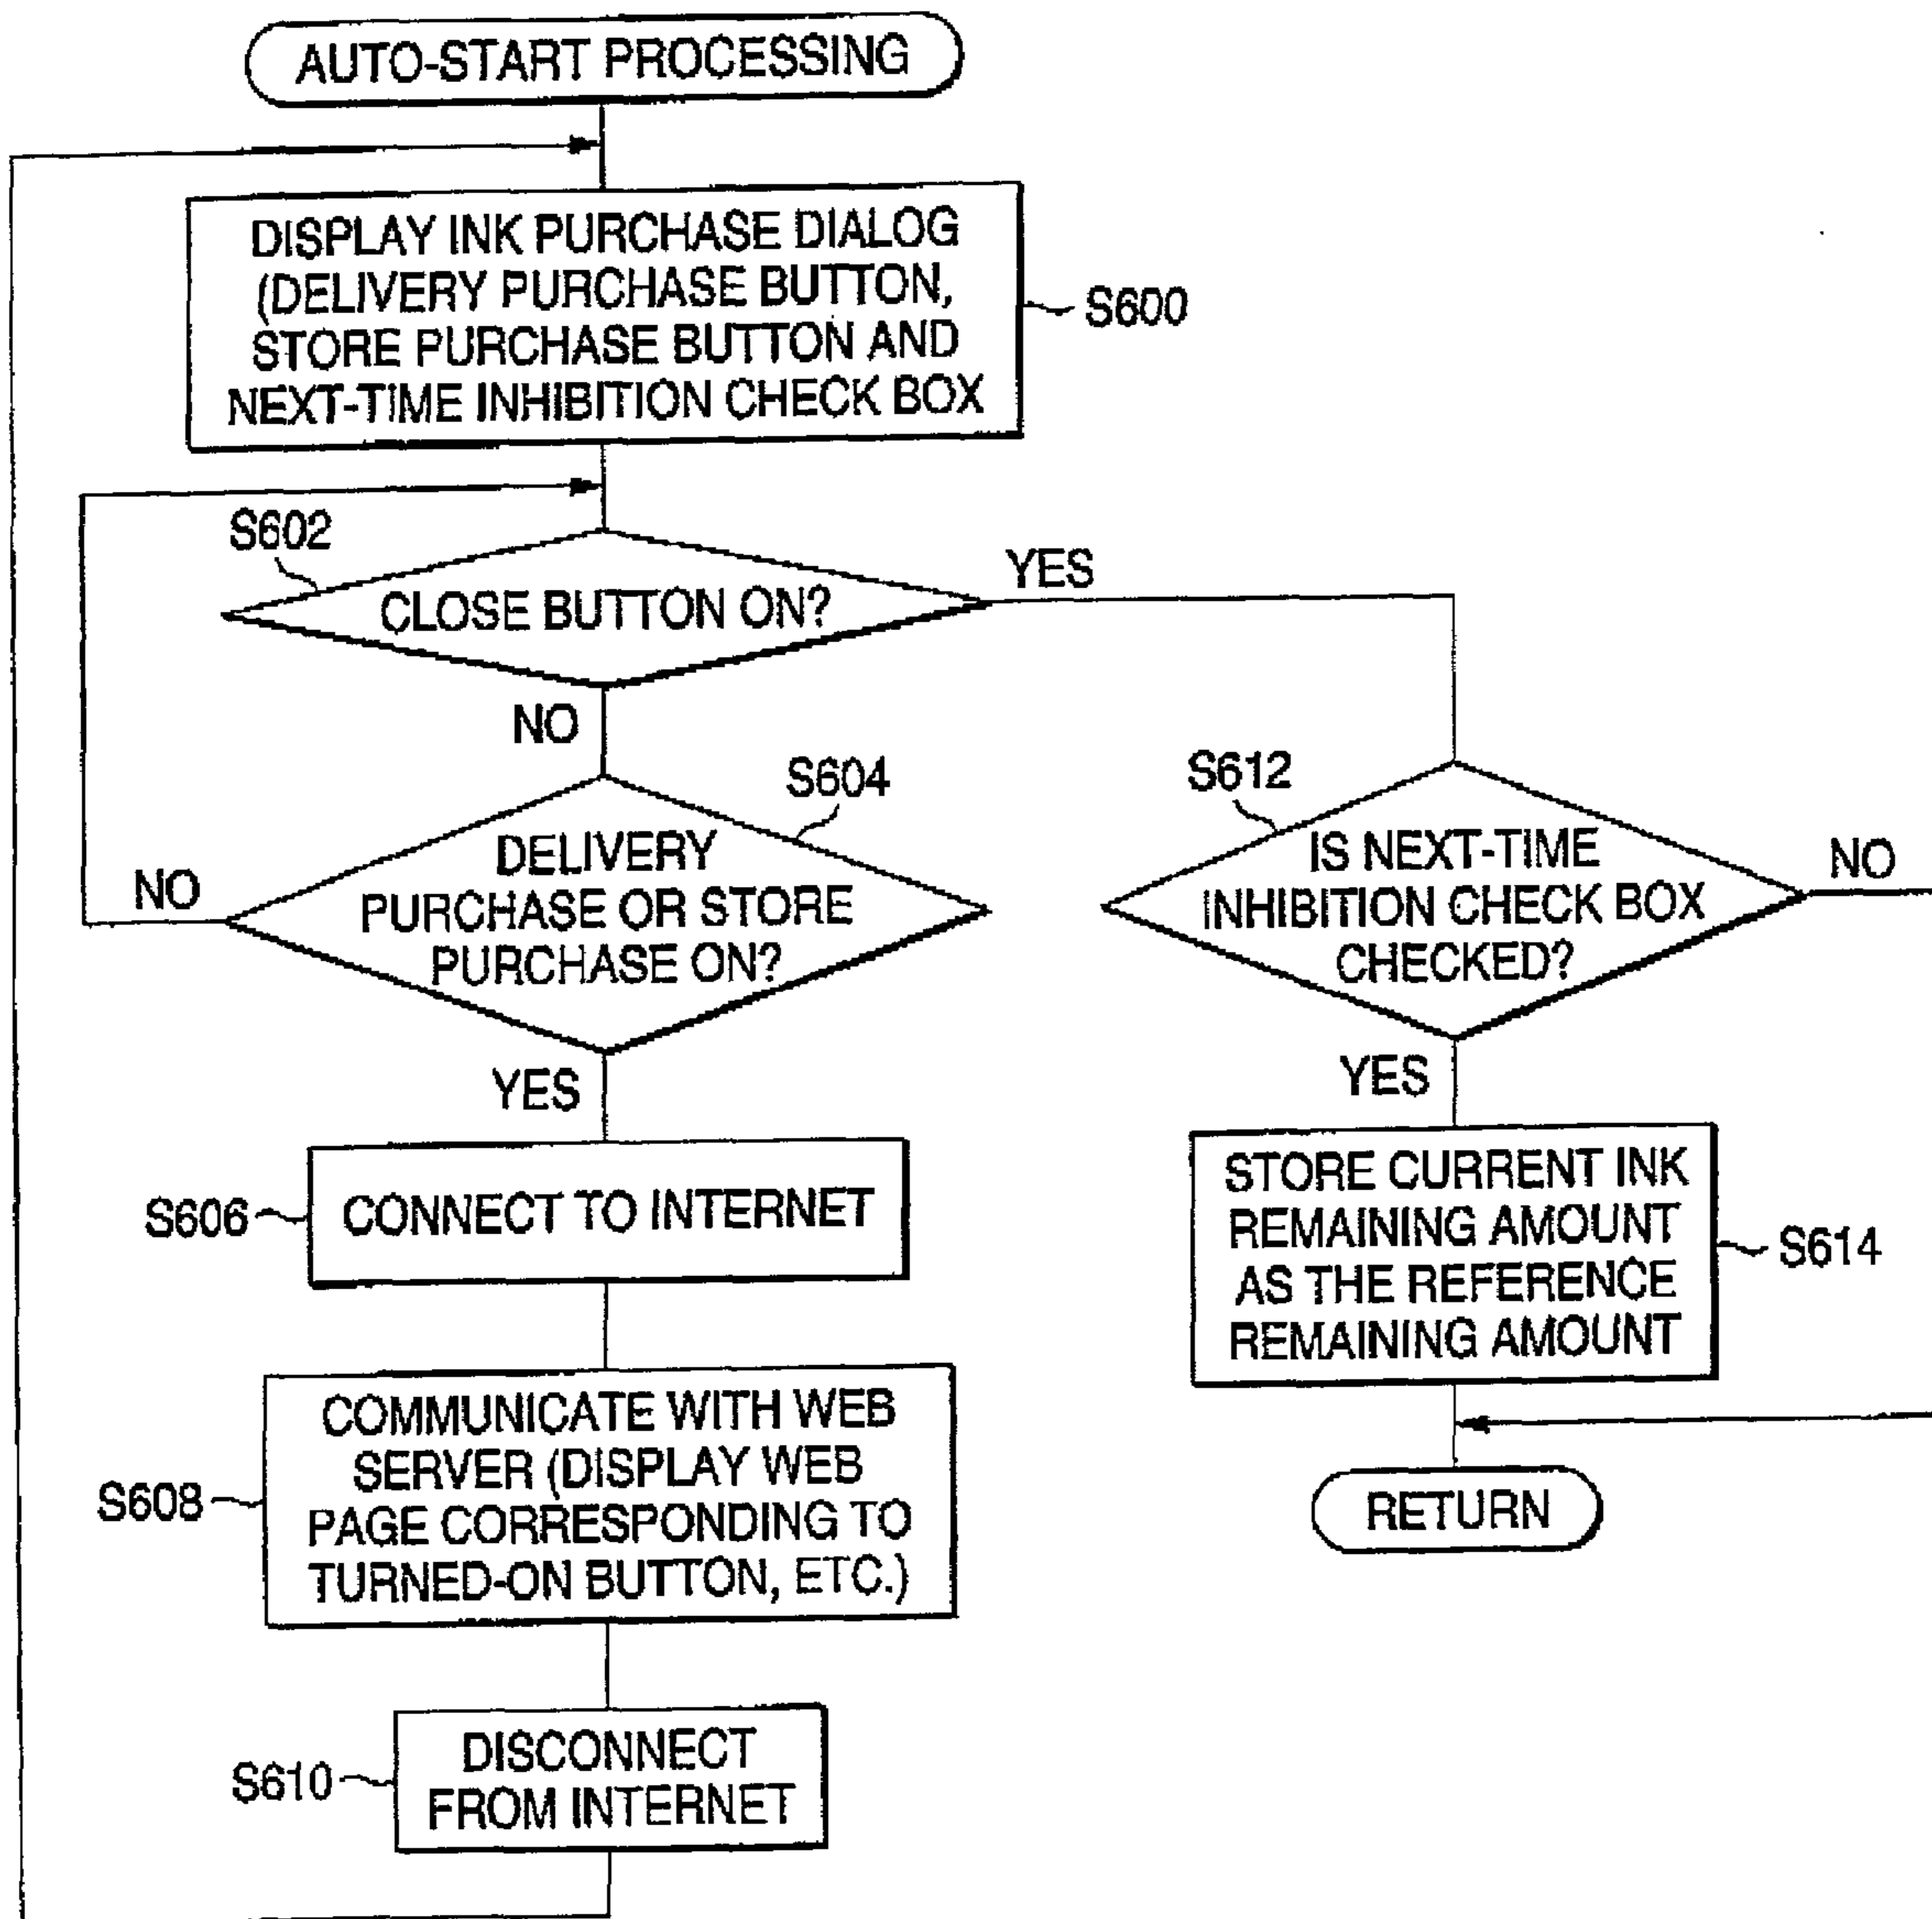 AUTO-START PROCESSING
DISPLAY INK PURCHASE DIALOG
(DELIVERY PURCHASE BUTTON,
STORE PURCHASE BUTTON AND
NEXT-TIME INHIBITION CHECK BOX
S600
S602
CLOSE BUTTON ON?
YES
NO
S604
DELIVERY
PURCHASE OR STORE
PURCHASE ON?
NO
YES
S606
CONNECT TO INTERNET
S608
COMMUNICATE WITH WEB
SERVER (DISPLAY WEB
PAGE CORRESPONDING TO
TURNED-ON BUTTON, ETC.)
S610
DISCONNECT
FROM INTERNET
S612
IS NEXT-TIME
INHIBITION CHECK BOX
CHECKED?
NO
YES
STORE CURRENT INK
REMAINING AMOUNT
AS THE REFERENCE
REMAINING AMOUNT
S614
RETURN